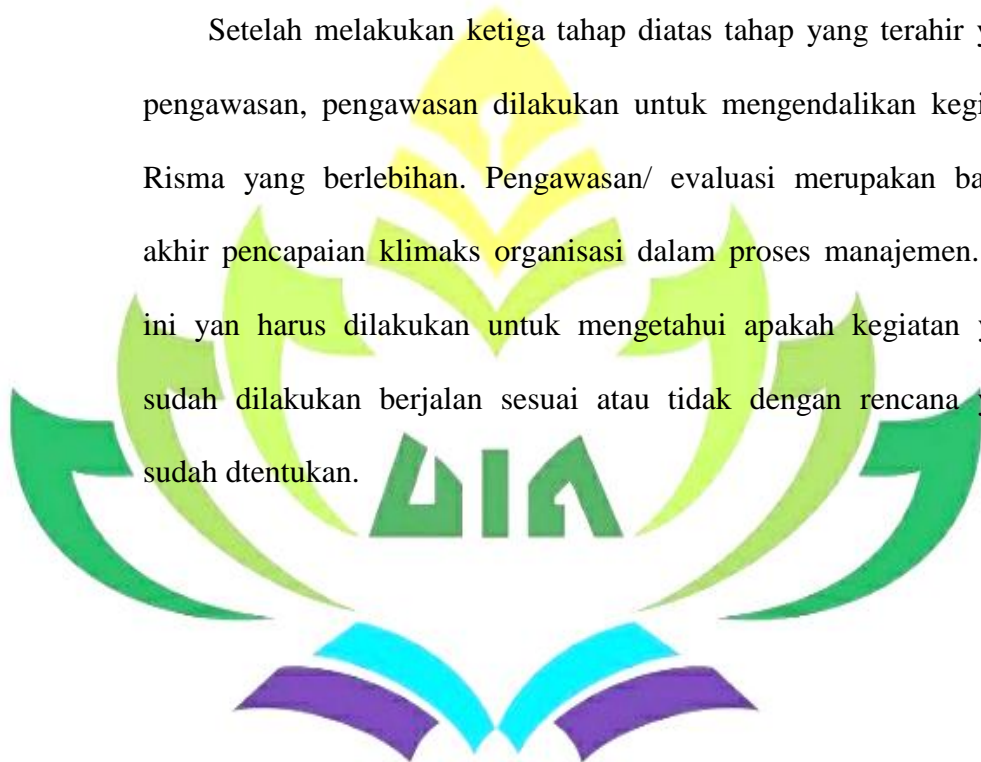 Setelah melakukan ketiga tahap diatas tahap yang terahir
pengawasan, pengawasan dilakukan untuk mengendalikan
Risma yang berlebihan. Pengawasan/ evaluasi merupakan
akhir pencapaian klimaks organisasi dalam proses manajemen.
ini yan harus dilakukan untuk mengetahui apakah kegiatan
sudah dilakukan berjalan sesuai atau tidak dengan rencana
sudah dtentukan.
UIN